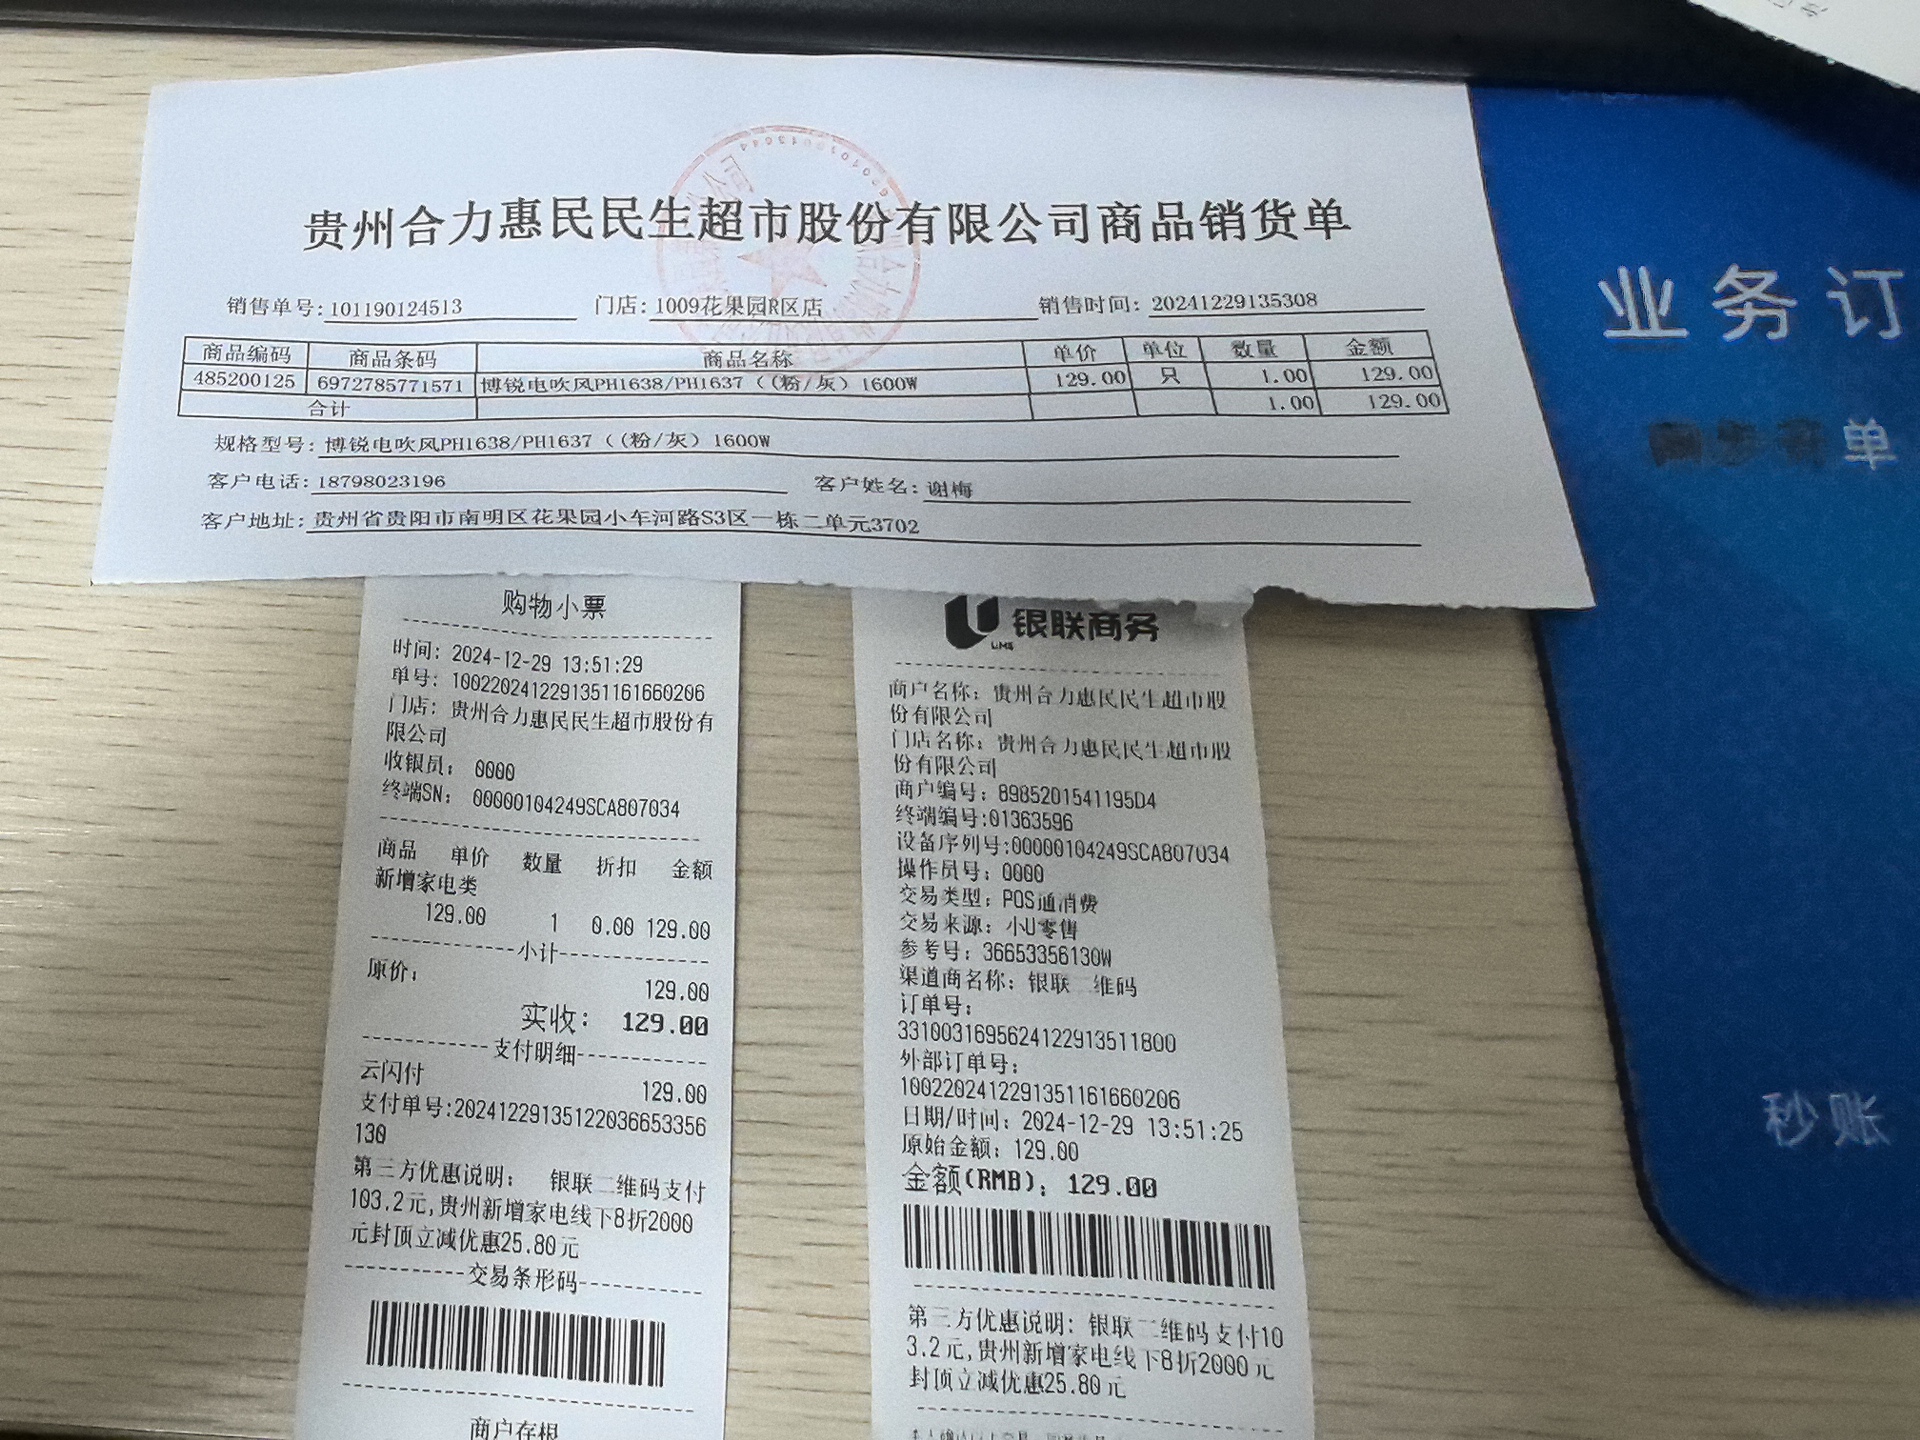 贵州合力惠民民生超市股份有限公司商品销货单
销售单号: 101190124513 门店: 1009花果园R区店 销售时间: 20241229135308
商品编码 商品条码 商品名称 单价 单位 数量 金额
485200125 6972785771571 博锐电吹风PH1638/PH1637（(粉/灰）1600W 129.00 只 1.00 129.00
合计 1.00 129.00
规格型号: 博锐电吹风PH1638/PH1637（(粉/灰）1600W
客户电话: 18798023196 客户姓名: 谢梅
客户地址: 贵州省贵阳市南明区花果园小车河路S3区一栋二单元3702
购物小票
时间: 2024-12-29 13:51:29
单号: 1002202412291351161660206
门店: 贵州合力惠民民生超市股份有
限公司
收银员: 0000
终端SN: 00000104249SCA807034
商品 单价 数量 折扣 金额
新增家电类
129.00 1 0.00 129.00
小计
原价: 129.00
实收: 129.00
支付明细
云闪付 129.00
支付单号:202412291351220366533​56
130
第三方优惠说明: 银联二维码支付
103.2元,贵州新增家电线下8折2000
元封顶立减优惠25.80元
交易条形码
商户存根
银联商务
商户名称: 贵州合力惠民民生超市股
份有限公司
门店名称: 贵州合力惠民民生超市股
份有限公司
商户编号: 8985201541195D4
终端编号:01363596
设备序列号:00000104249SCA807034
操作员号: 0000
交易类型: POS通消费
交易来源: 小U零售
参考号: 36653356130W
渠道商名称: 银联二维码
订单号:
33100316956241229135118​00
外部订单号:
1002202412291351161660206
日期/时间: 2024-12-29 13:51:25
原始金额: 129.00
金额(RMB): 129.00
第三方优惠说明: 银联二维码支付10
3.2元,贵州新增家电线下8折2000元
封顶立减优惠25.80元
业务订
单
秒账